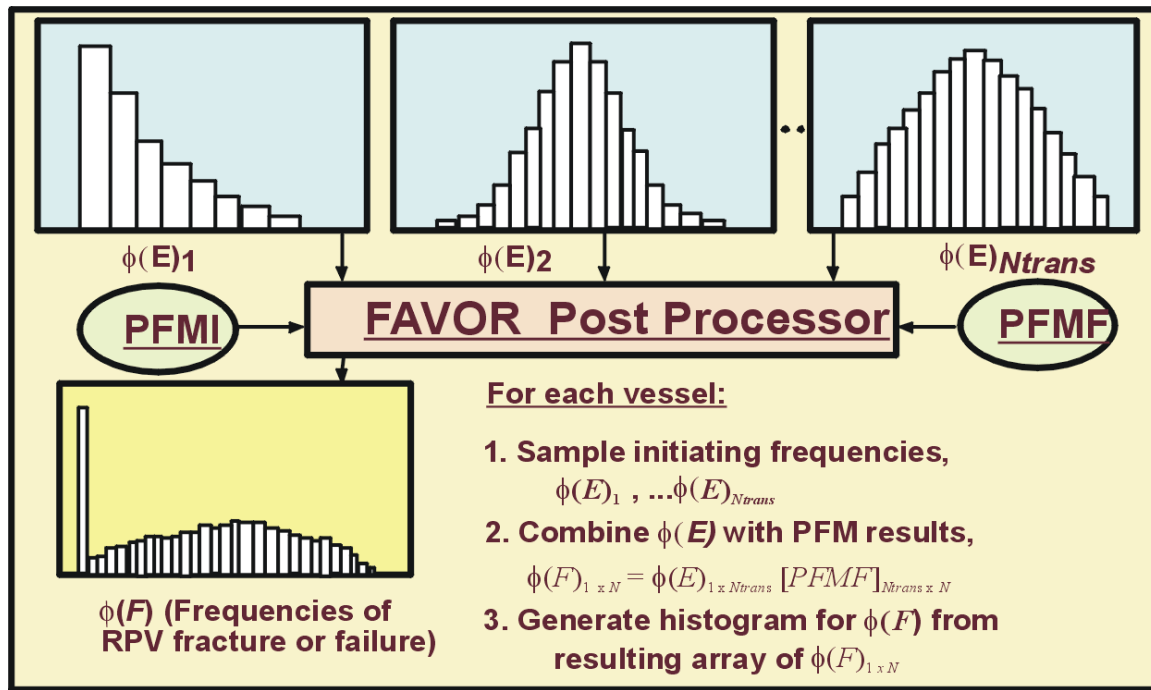 ϕ(E)1
ϕ(E)2
..
ϕ(E)Ntrans
PFMI
FAVOR Post Processor
PFMF
For each vessel:
1. Sample initiating frequencies,
ϕ(E)1 , ...ϕ(E)Ntrans
2. Combine ϕ(E) with PFM results,
ϕ(F)1 x N = ϕ(E)1 x Ntrans [PFMF]Ntrans x N
3. Generate histogram for ϕ(F) from
resulting array of ϕ(F)1 x N
ϕ(F) (Frequencies of
RPV fracture or failure)